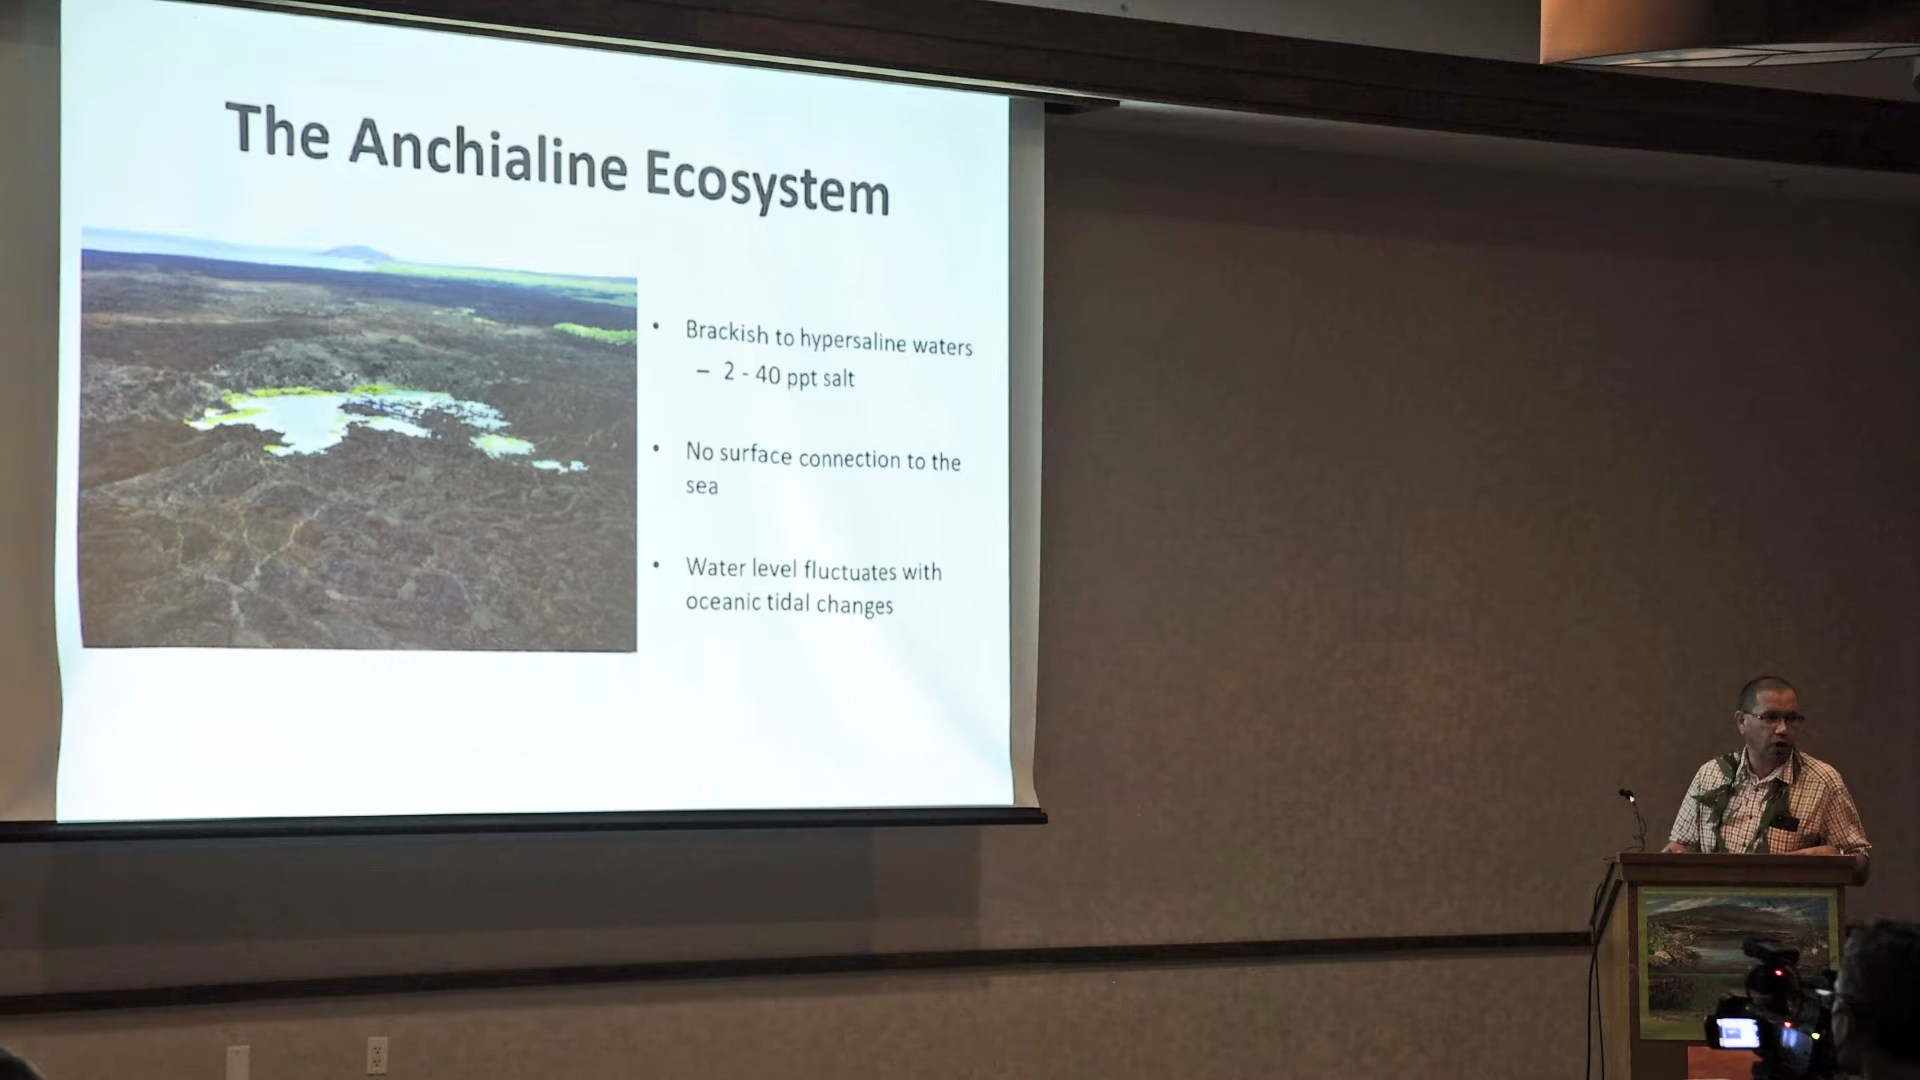 The Anchialine Ecosystem
• Brackish to hypersaline waters
– 2 - 40 ppt salt
• No surface connection to the
sea
• Water level fluctuates with
oceanic tidal changes